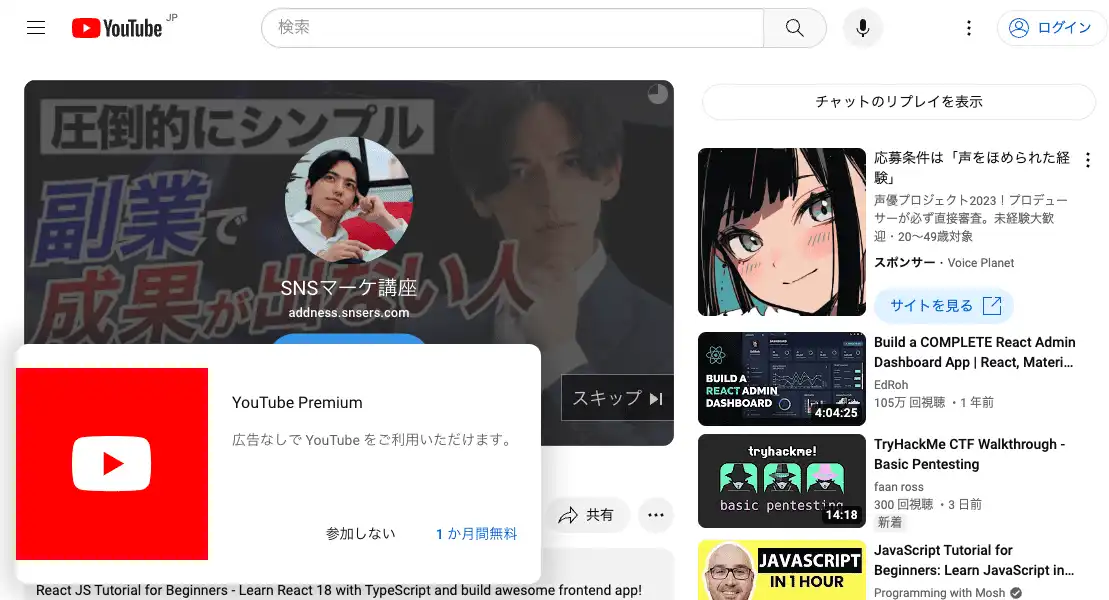 YouTube JP
検索
ログイン
圧倒的にシンプル
副業で
成果が出ない人
SNSマーケ講座
addness.snsers.com
スキップ
YouTube Premium
広告なしで YouTube をご利用いただけます。
参加しない
1 か月間無料
共有
React JS Tutorial for Beginners - Learn React 18 with TypeScript and build awesome frontend app!
チャットのリプレイを表示
応募条件は「声をほめられた経
験」
声優プロジェクト2023！プロデュー
サーが必ず直接審査。未経験大歓
迎・20〜49歳対象
スポンサー・Voice Planet
サイトを見る
BUILD A
REACT ADMIN
DASHBOARD
4:04:25
Build a COMPLETE React Admin
Dashboard App | React, Materi...
EdRoh
105万 回視聴 ・1 年前
tryhackme!
basic pentesting
14:18
TryHackMe CTF Walkthrough -
Basic Pentesting
faan ross
300 回視聴 ・3 日前
新着
JAVASCRIPT
IN 1 HOUR
JavaScript Tutorial for
Beginners: Learn JavaScript in...
Programming with Mosh